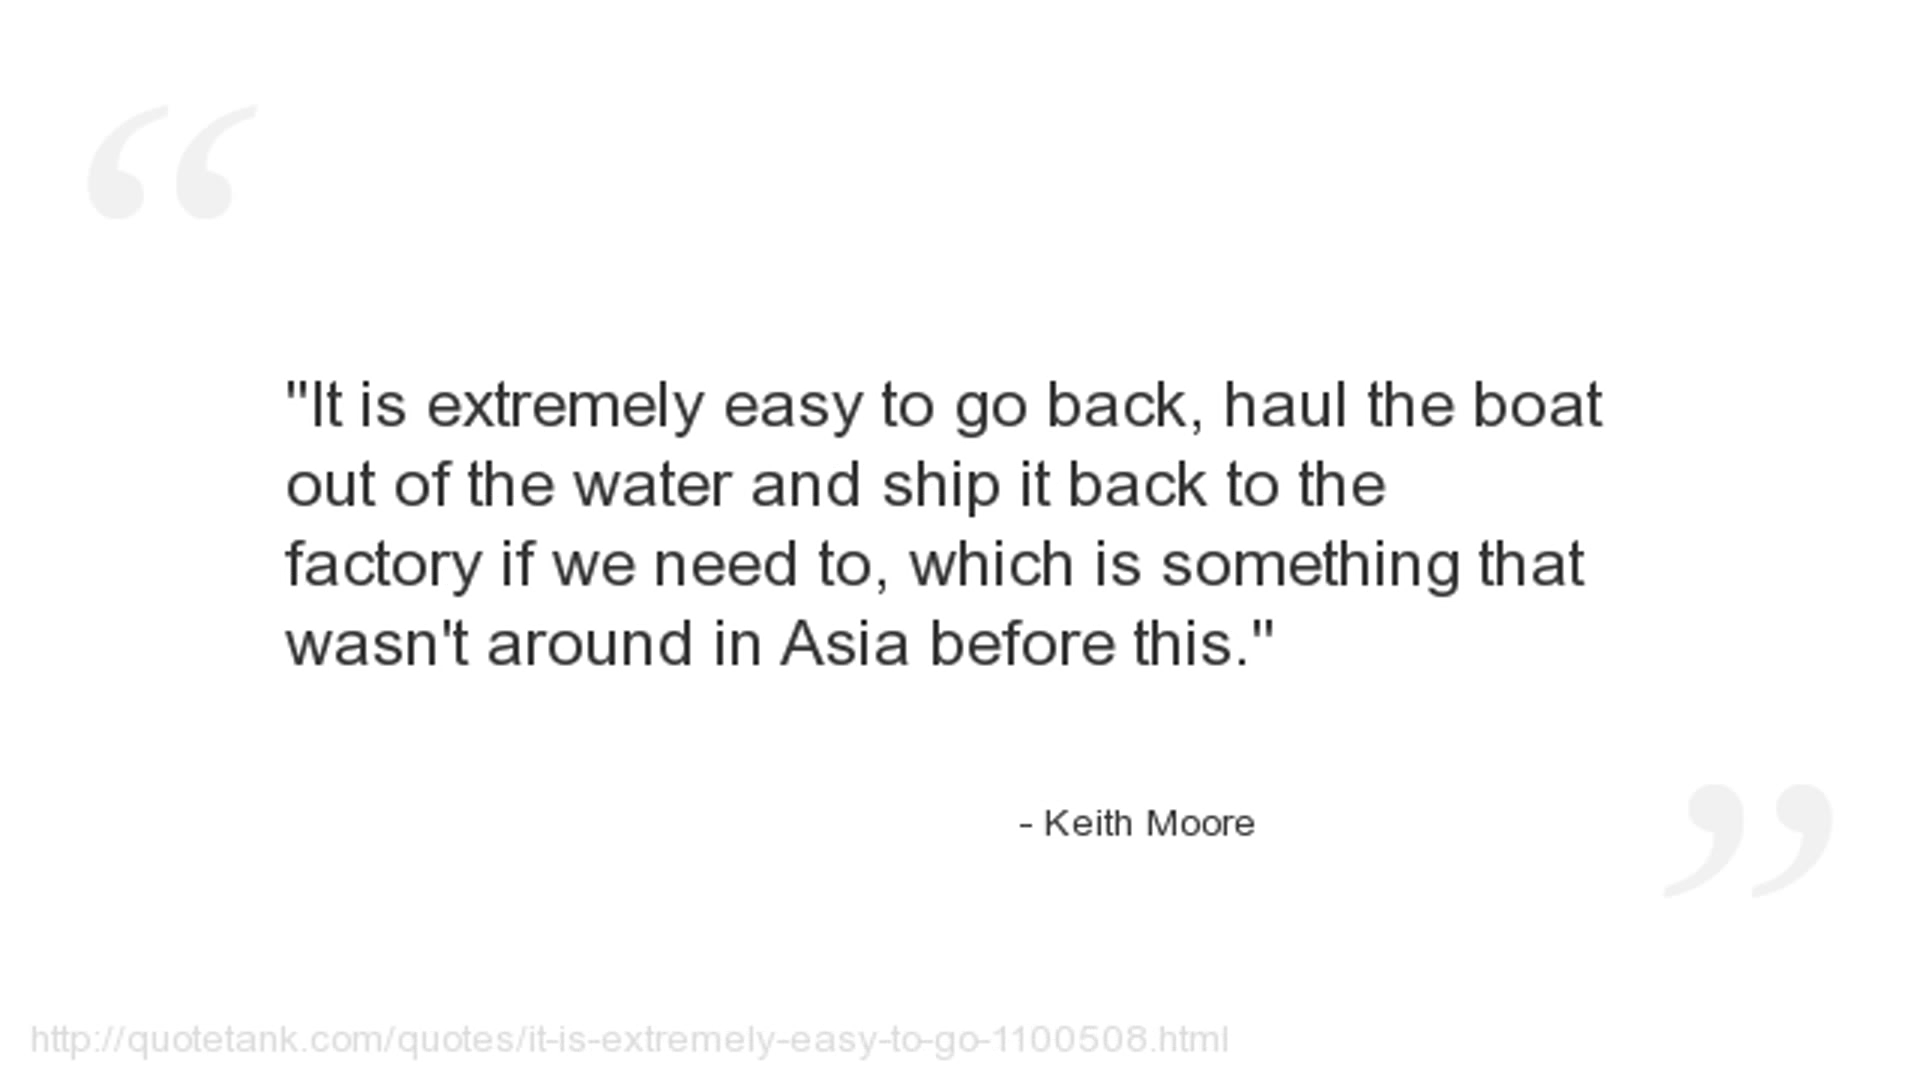 "It is extremely easy to go back, haul the boat
out of the water and ship it back to the
factory if we need to, which is something that
wasn't around in Asia before this."
- Keith Moore
http://quotetank.com/quotes/it-is-extremely-easy-to-go-1100508.html